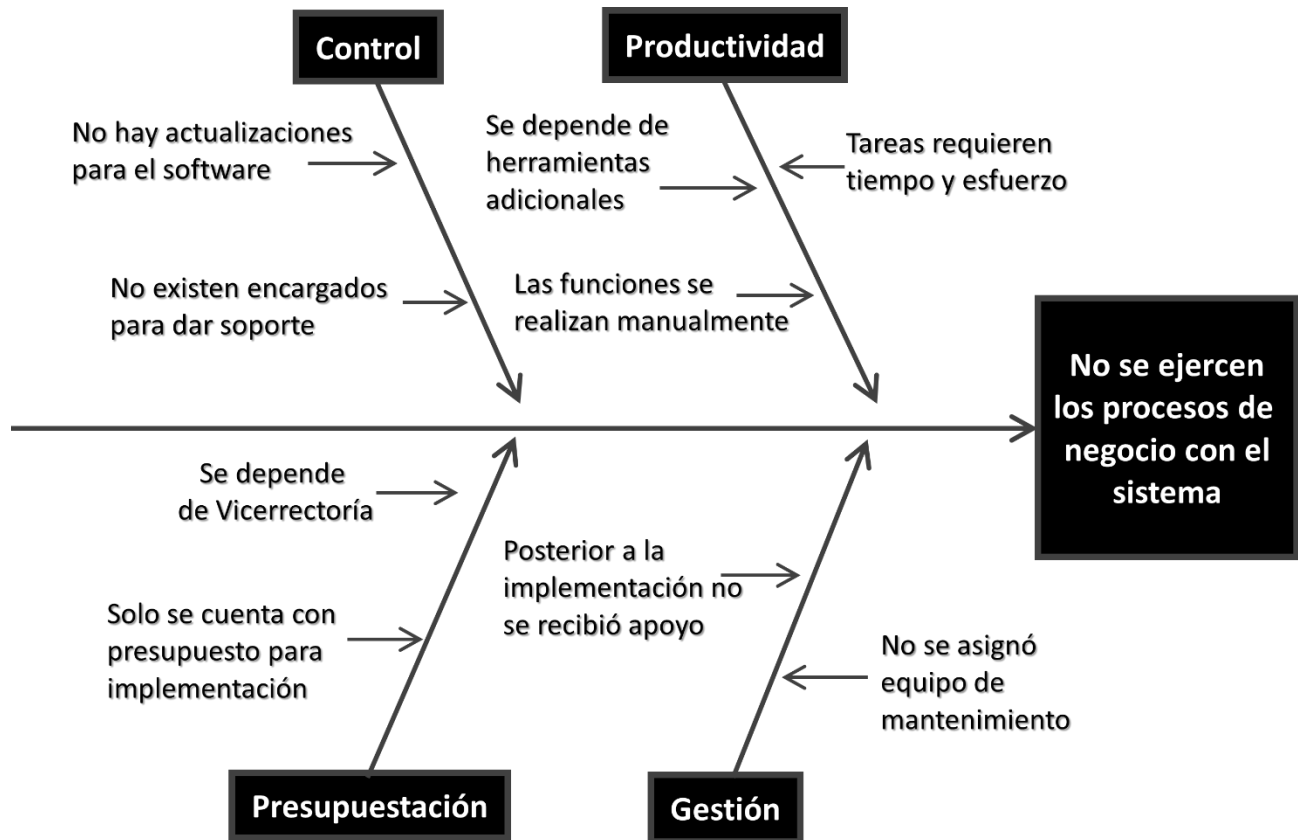 Control
Productividad
No hay actualizaciones
para el software
Se depende de
herramientas
adicionales
Tareas requieren
tiempo y esfuerzo
No existen encargados
para dar soporte
Las funciones se
realizan manualmente
No se ejercen
los procesos de
negocio con el
sistema
Se depende
de Vicerrectoría
Solo se cuenta con
presupuesto para
implementación
Posterior a la
implementación no
se recibió apoyo
No se asignó
equipo de
mantenimiento
Presupuestación
Gestión